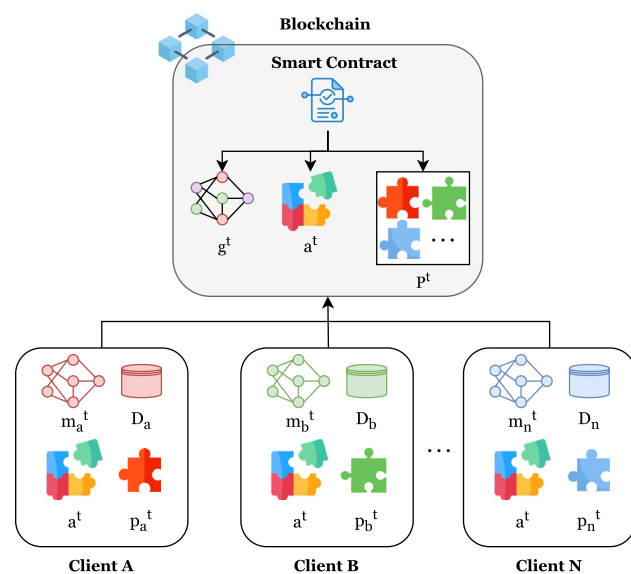 Blockchain
Smart Contract
g^t
a^t
P^t
...
m_a^t
D_a
a^t
p_a^t
m_b^t
D_b
a^t
p_b^t
...
m_n^t
D_n
a^t
p_n^t
Client A
Client B
Client N